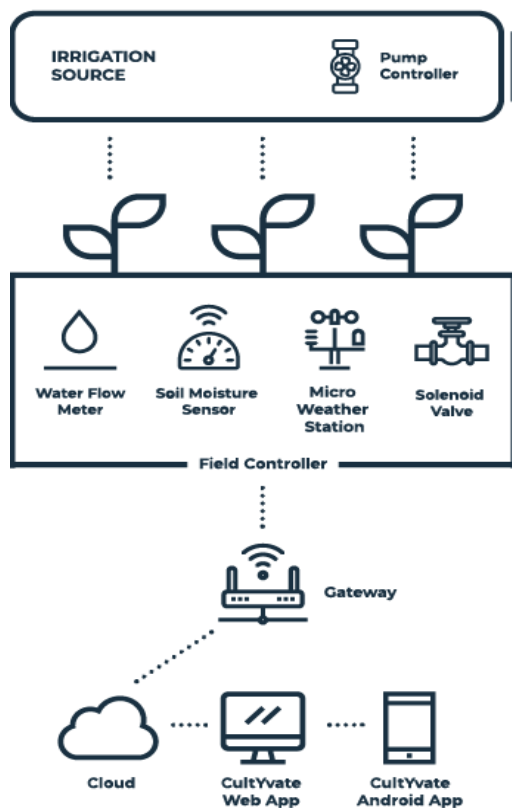 IRRIGATION
SOURCE
Pump
Controller
Water Flow
Meter
Soil Moisture
Sensor
Micro
Weather
Station
Solenoid
Valve
Field Controller
Gateway
Cloud
CultYvate
Web App
CultYvate
Android App